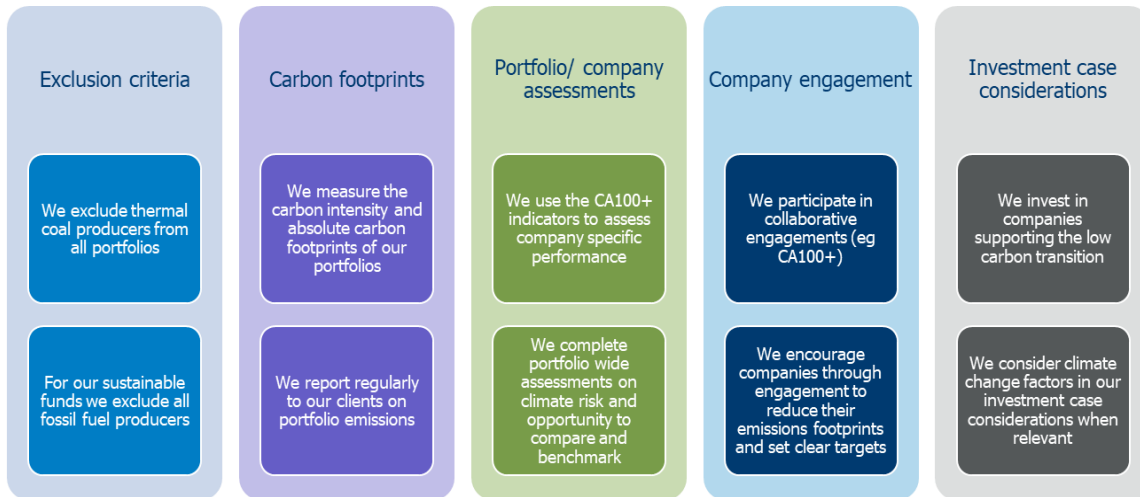 Exclusion criteria
We exclude thermal
coal producers from
all portfolios
For our sustainable
funds we exclude all
fossil fuel producers
Carbon footprints
We measure the
carbon intensity and
absolute carbon
footprints of our
portfolios
We report regularly
to our clients on
portfolio emissions
Portfolio/ company
assessments
We use the CA100+
indicators to assess
company specific
performance
We complete
portfolio wide
assessments on
climate risk and
opportunity to
compare and
benchmark
Company engagement
We participate in
collaborative
engagements (eg
CA100+)
We encourage
companies through
engagement to
reduce their
emissions footprints
and set clear targets
Investment case
considerations
We invest in
companies
supporting the low
carbon transition
We consider climate
change factors in our
investment case
considerations when
relevant